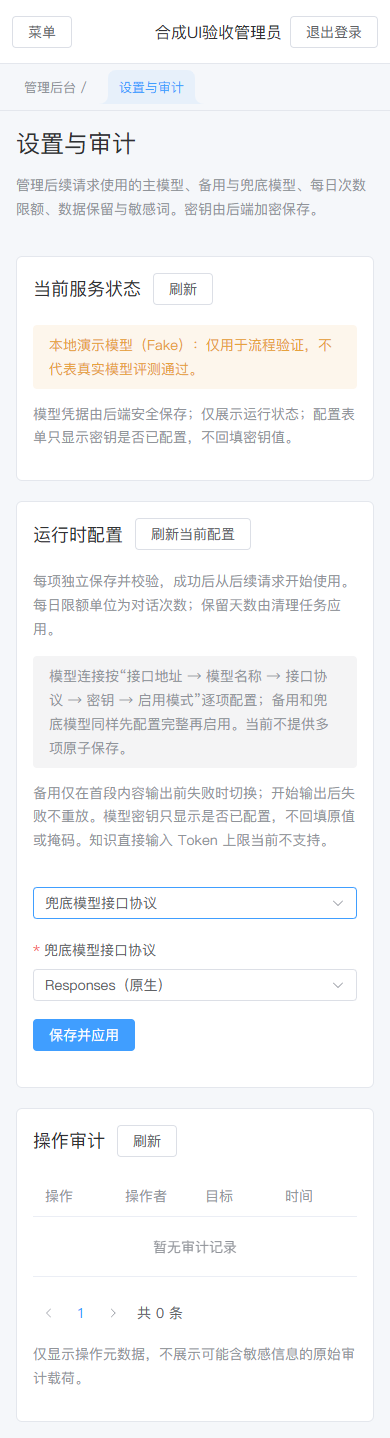 菜单
合成UI验收管理员
退出登录
管理后台 /
设置与审计
设置与审计
管理后续请求使用的主模型、备用与兜底模型、每日次数
限额、数据保留与敏感词。密钥由后端加密保存。
当前服务状态
刷新
本地演示模型（Fake）：仅用于流程验证，不
代表真实模型评测通过。
模型凭据由后端安全保存；仅展示运行状态；配置表
单只显示密钥是否已配置，不回填密钥值。
运行时配置
刷新当前配置
每项独立保存并校验，成功后从后续请求开始使用。
每日限额单位为对话次数；保留天数由清理任务应
用。
模型连接按“接口地址 → 模型名称 → 接口协
议 → 密钥 → 启用模式”逐项配置；备用和兜
底模型同样先配置完整再启用。当前不提供多
项原子保存。
备用仅在首段内容输出前失败时切换；开始输出后失
败不重放。模型密钥只显示是否已配置，不回填原值
或掩码。知识直接输入 Token 上限当前不支持。
兜底模型接口协议
* 兜底模型接口协议
Responses（原生）
保存并应用
操作审计
刷新
操作 操作者 目标 时间
暂无审计记录
1 共 0 条
仅显示操作元数据，不展示可能含敏感信息的原始审
计载荷。